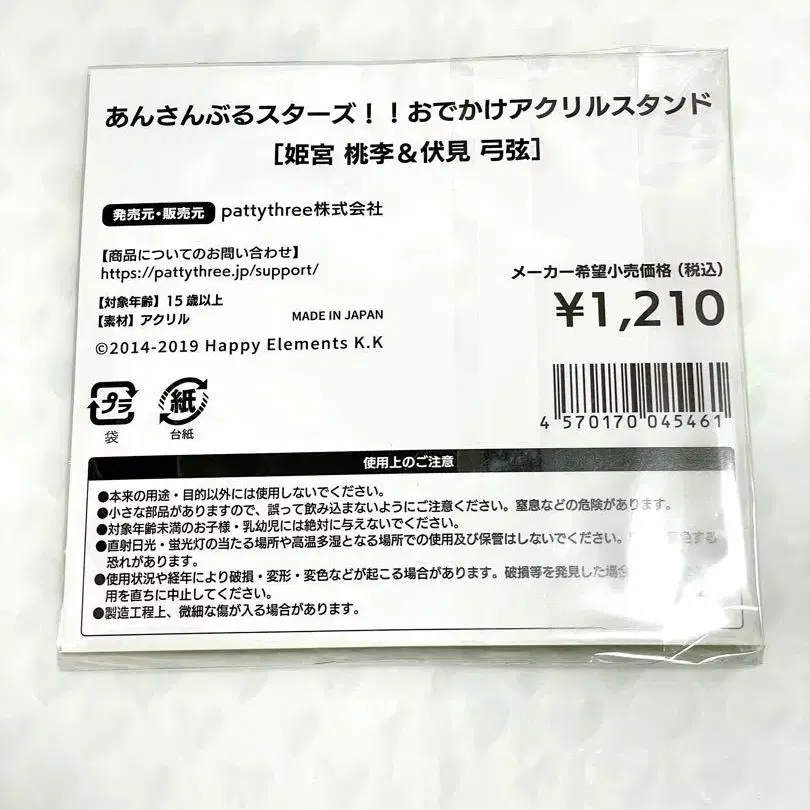 あんさんぶるスターズ！！おでかけアクリルスタンド
［姫宮 桃李＆伏見 弓弦］
発売元・販売元 pattythree株式会社
【商品についてのお問い合わせ】
https://pattythree.jp/support/
【対象年齢】15歳以上
【素材】アクリル MADE IN JAPAN
©2014-2019 Happy Elements K.K
メーカー希望小売価格（税込）
¥1,210
プラ 紙
袋 台紙
4 570170 045461
使用上のご注意
●本来の用途・目的以外には使用しないでください。
●小さな部品がありますので、誤って飲み込まないようにご注意ください。窒息などの危険があります。
●対象年齢未満のお子様・乳幼児には絶対に与えないでください。
●直射日光・蛍光灯の当たる場所や高温多湿となる場所での使用及び保管はしないでください。する
恐れがあります。
●使用状況や経年により破損・変形・変色などが起こる場合があります。破損等を発見した場合
用を直ちに中止してください。
●製造工程上、微細な傷が入る場合があります。